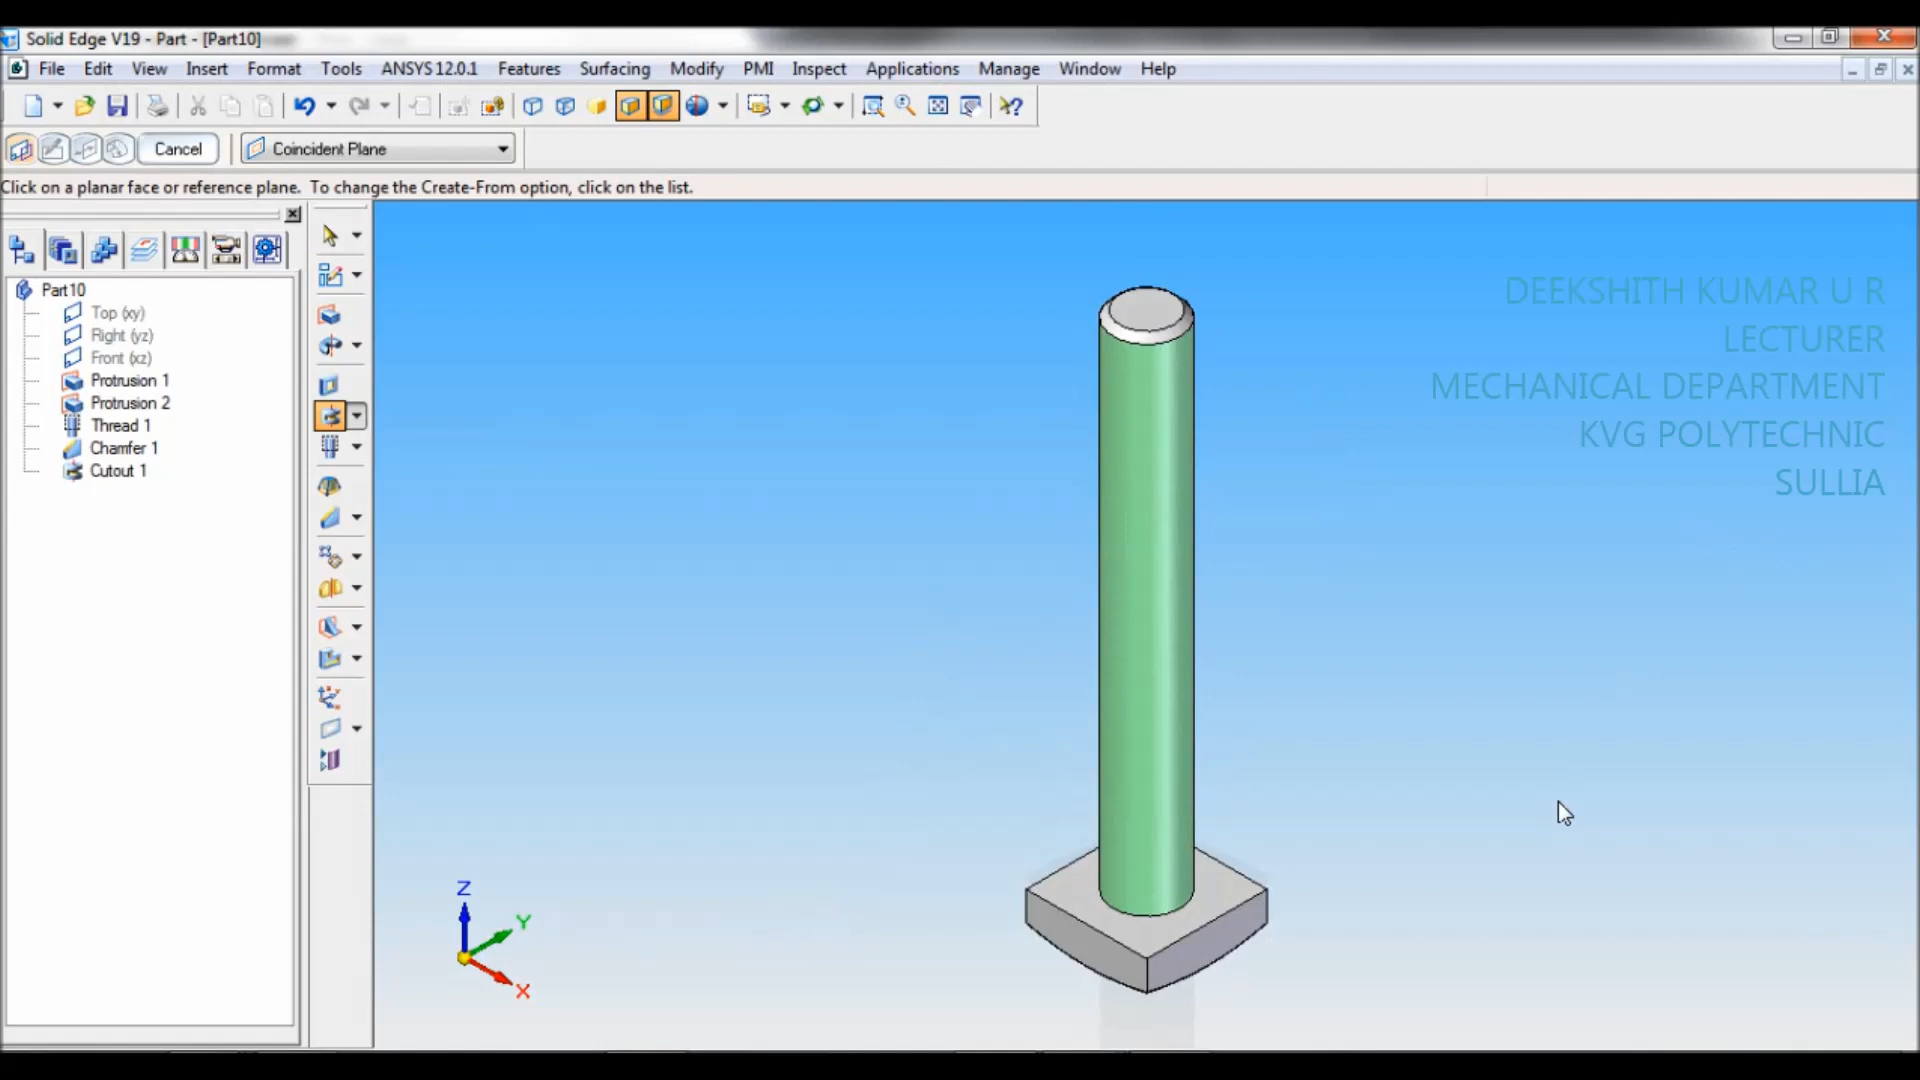 Solid Edge V19 - Part - [Part10]
File Edit View Insert Format Tools ANSYS 12.0.1 Features Surfacing Modify PMI Inspect Applications Manage Window Help
Cancel Coincident Plane
Click on a planar face or reference plane. To change the Create-From option, click on the list.
Part10
Top (xy)
Right (yz)
Front (xz)
Protrusion 1
Protrusion 2
Thread 1
Chamfer 1
Cutout 1
DEEKSHITH KUMAR U R
LECTURER
MECHANICAL DEPARTMENT
KVG POLYTECHNIC
SULLIA
Z
Y
X